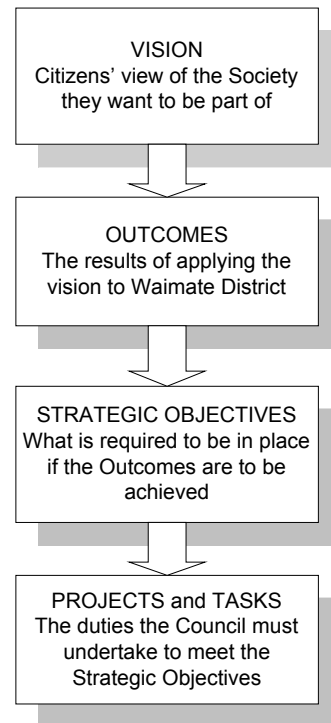 VISION
Citizens' view of the Society
they want to be part of
OUTCOMES
The results of applying the
vision to Waimate District
STRATEGIC OBJECTIVES
What is required to be in place
if the Outcomes are to be
achieved
PROJECTS and TASKS
The duties the Council must
undertake to meet the
Strategic Objectives